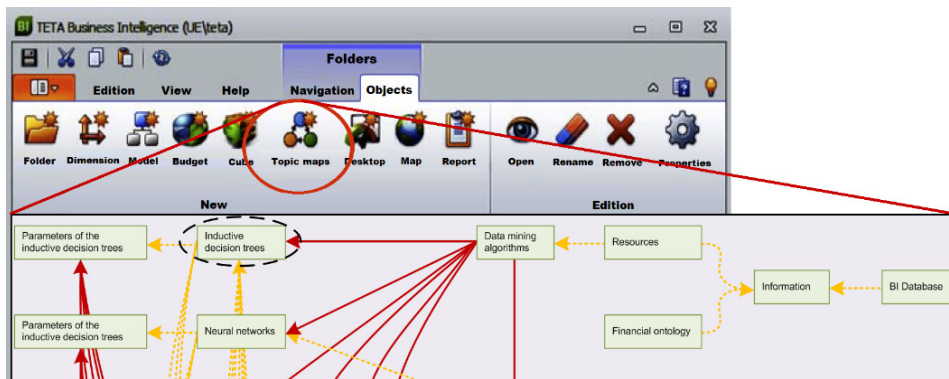 BI TETA Business Intelligence (UE\teta)
Folders
Edition View Help Navigation Objects
Folder Dimension Model Budget Cube Topic maps Desktop Map Report Open Rename Remove Properties
New Edition
Parameters of the
inductive decision trees
Inductive
decision trees
Data mining
algorithms
Resources
Information
BI Database
Parameters of the
inductive decision trees
Neural networks
Financial ontology